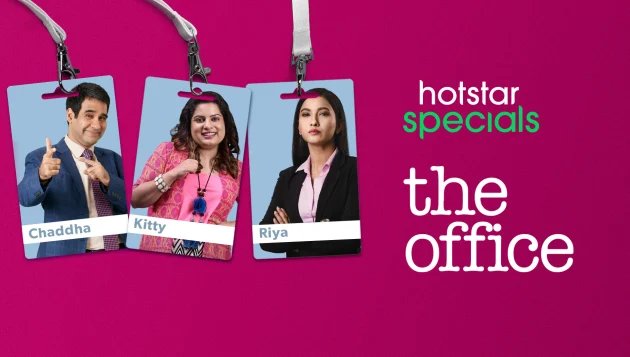 Chaddha
Kitty
Riya
hotstar
specials
the
office